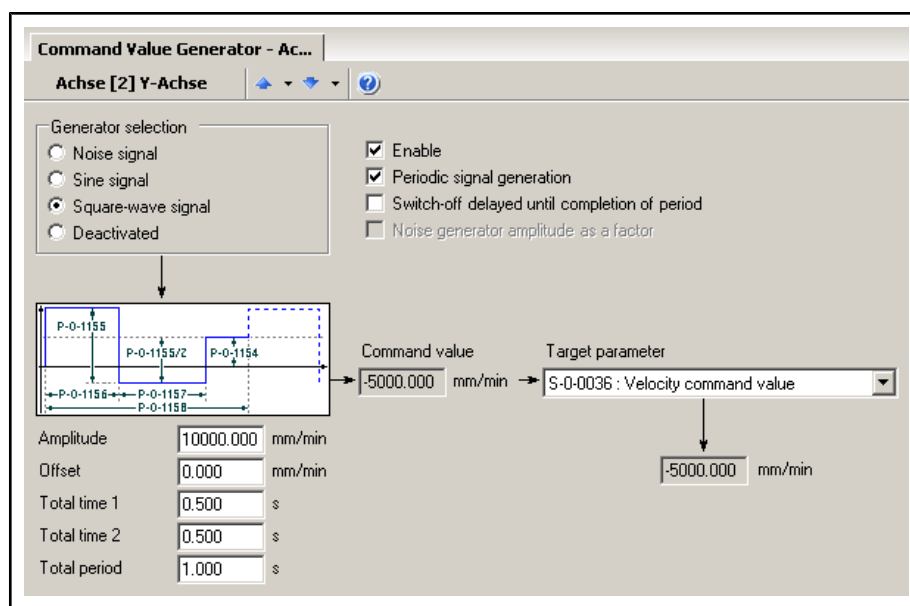 Command Value Generator - Ac...
Achse [2] Y-Achse
Generator selection
Noise signal
Sine signal
Square-wave signal
Deactivated
Enable
Periodic signal generation
Switch-off delayed until completion of period
Noise generator amplitude as a factor
P-0-1155
P-0-1155/2
P-0-1154
P-0-1156
P-0-1157
P-0-1158
Command value
-5000.000 mm/min
Target parameter
S-0-0036 : Velocity command value
-5000.000 mm/min
Amplitude 10000.000 mm/min
Offset 0.000 mm/min
Total time 1 0.500 s
Total time 2 0.500 s
Total period 1.000 s